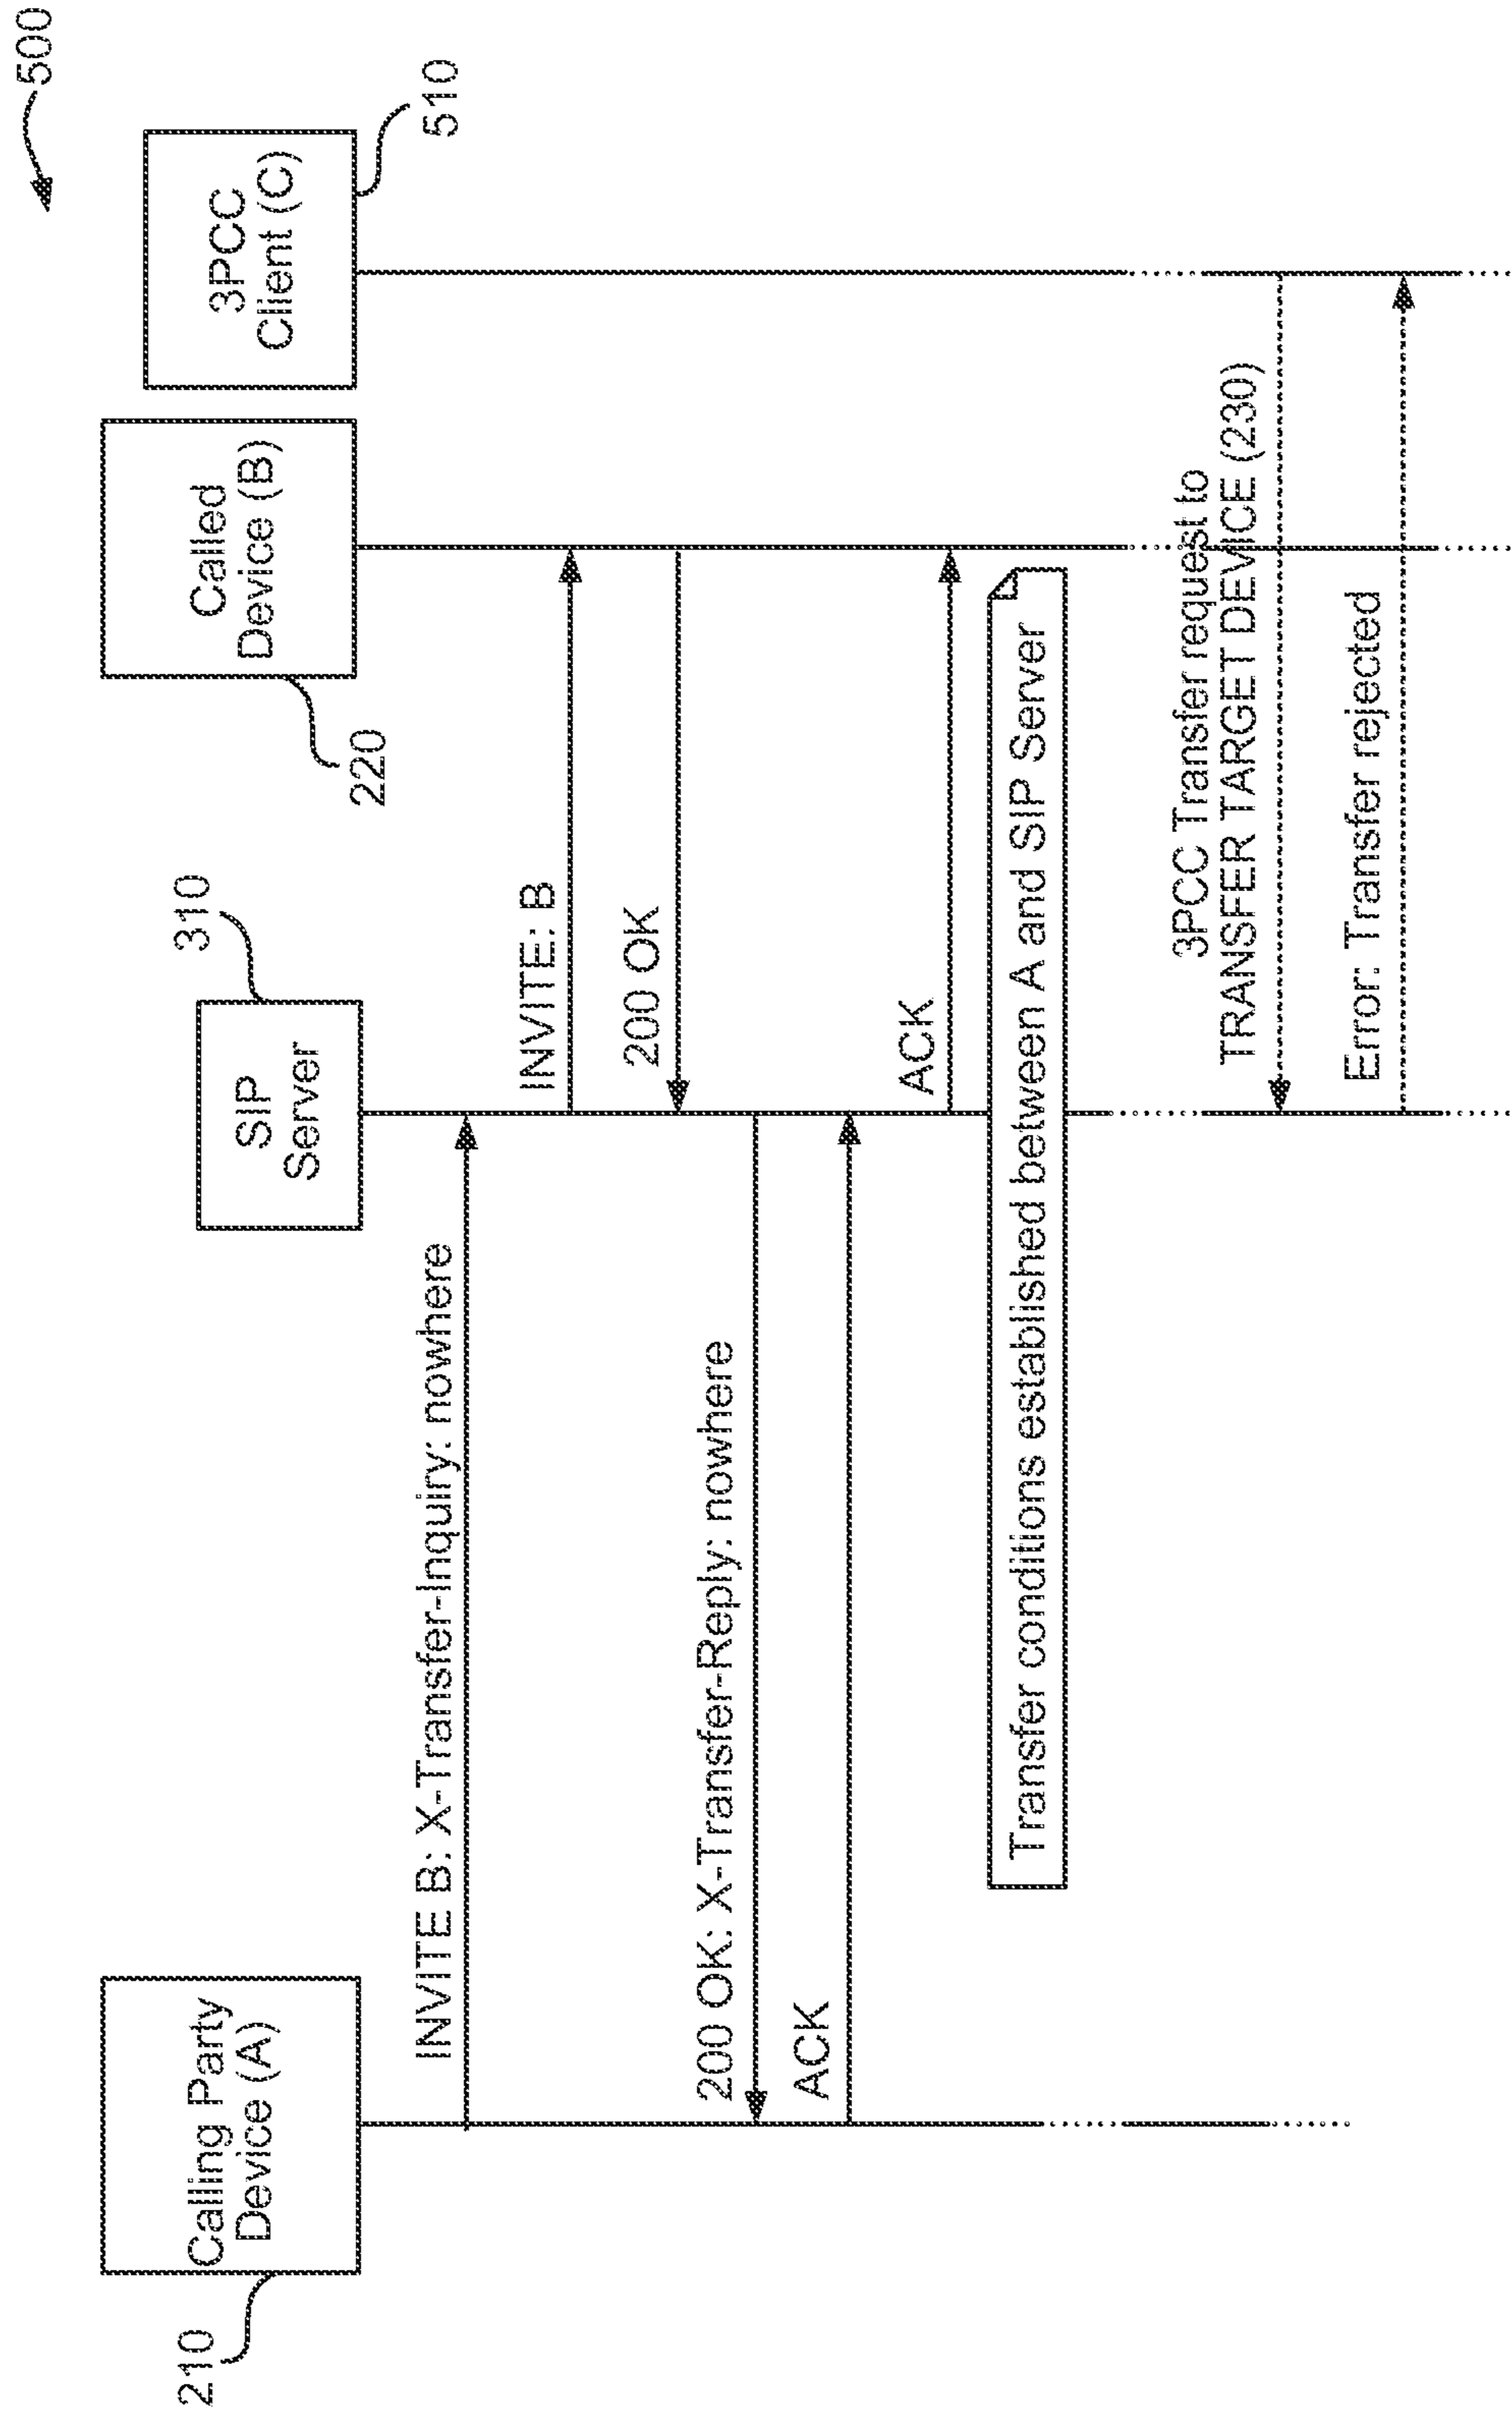 500
210
Calling Party
Device (A)
310
SIP
Server
220
Called
Device (B)
510
3PCC
Client (C)
INVITE B: X-Transfer-Inquiry: nowhere
INVITE: B
200 OK
200 OK: X-Transfer-Reply: nowhere
ACK
ACK
Transfer conditions established between A and SIP Server
3PCC Transfer request to
TRANSFER TARGET DEVICE (230)
Error: Transfer rejected